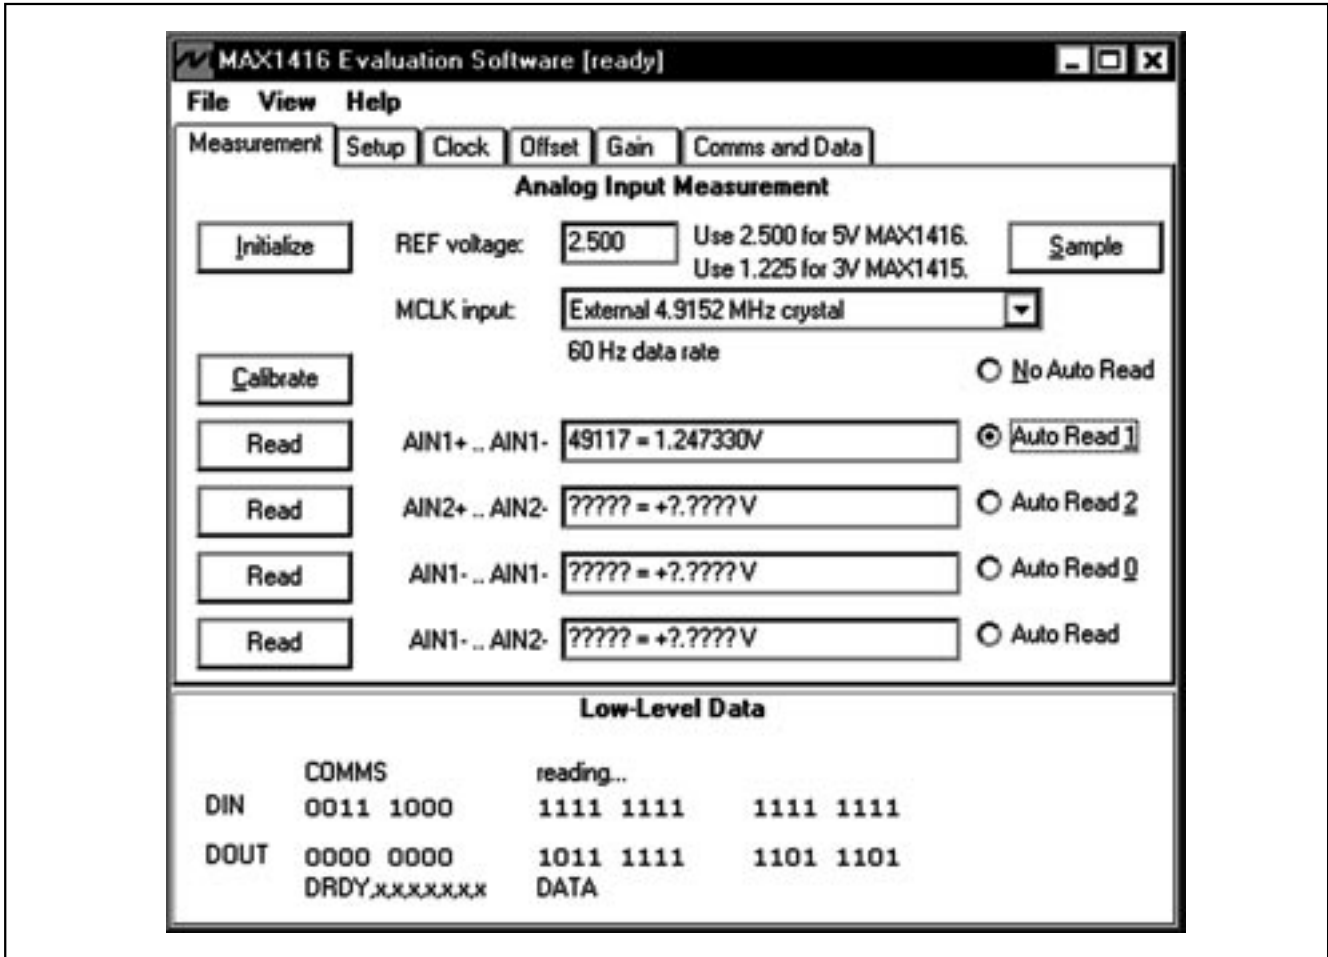 MAX1416 Evaluation Software [ready]
File View Help
Measurement Setup Clock Offset Gain Comms and Data
Analog Input Measurement
Initialize REF voltage: 2.500 Use 2.500 for 5V MAX1416. Sample
Use 1.225 for 3V MAX1415.
MCLK input: External 4.9152 MHz crystal
60 Hz data rate
Calibrate No Auto Read
Read AIN1+ .. AIN1- 49117 = 1.247330V Auto Read 1
Read AIN2+ .. AIN2- ????? = +?.???? V Auto Read 2
Read AIN1- .. AIN1- ????? = +?.???? V Auto Read 0
Read AIN1- .. AIN2- ????? = +?.???? V Auto Read
Low-Level Data
COMMS reading...
DIN 0011 1000 1111 1111 1111 1111
DOUT 0000 0000 1011 1111 1101 1101
DRDY,x,x,x,x,x,x,x DATA